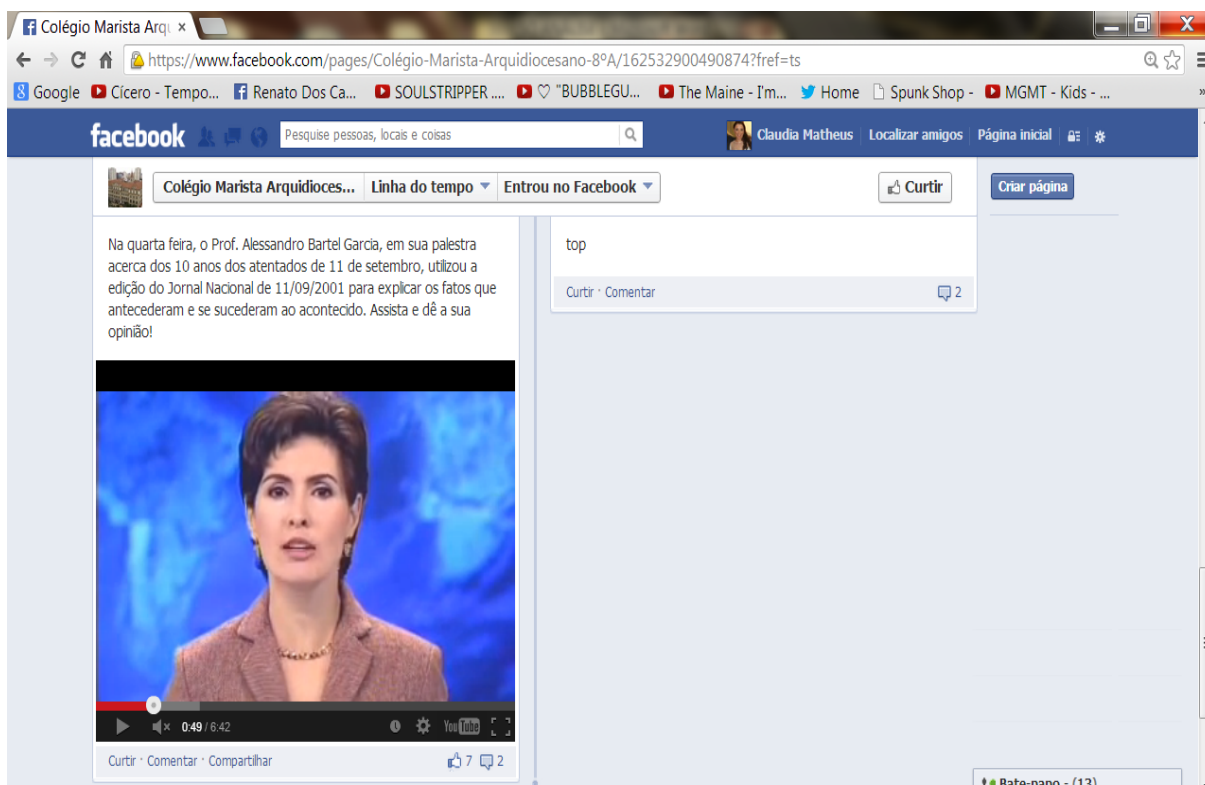 Colégio Marista Arqu
https://www.facebook.com/pages/Colégio-Marista-Arquidiocesano-8ºA/162532900490874?fref=ts
Google Cícero - Tempo... Renato Dos Ca... SOULSTRIPPER .... ♡ "BUBBLEGU... The Maine - I'm... Home Spunk Shop - MGMT - Kids - ... »
facebook Pesquise pessoas, locais e coisas Claudia Matheus Localizar amigos Página inicial
Colégio Marista Arquidioces... Linha do tempo Entrou no Facebook Curtir Criar página
Na quarta feira, o Prof. Alessandro Bartel Garcia, em sua palestra
acerca dos 10 anos dos atentados de 11 de
setembro, utilizou a
edição do Jornal Nacional de 11/09/2001 para explicar os fatos que
antecederam e se sucederam ao acontecido. Assista e dê a sua
opinião!
0:49 / 6:42 YouTube
Curtir · Comentar · Compartilhar 7 2
top
Curtir · Comentar 2
Bate-papo - (13)